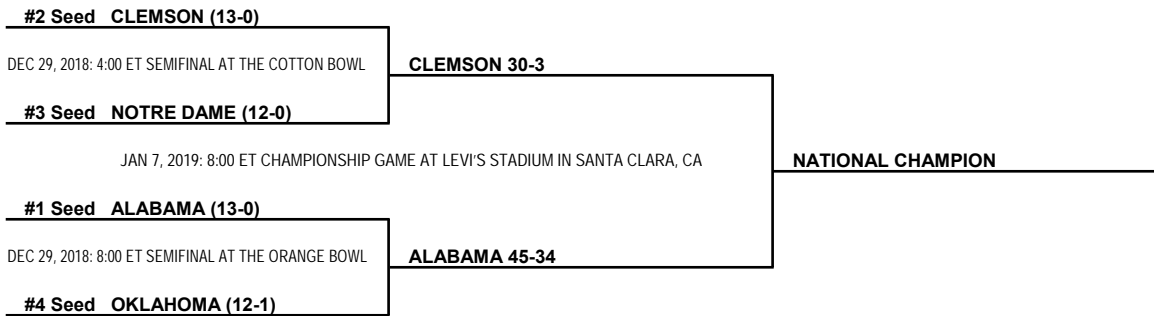 #2 Seed CLEMSON (13-0)
DEC 29, 2018: 4:00 ET SEMIFINAL AT THE COTTON BOWL
CLEMSON 30-3
#3 Seed NOTRE DAME (12-0)
JAN 7, 2019: 8:00 ET CHAMPIONSHIP GAME AT LEVI'S STADIUM IN SANTA CLARA, CA
NATIONAL CHAMPION
#1 Seed ALABAMA (13-0)
DEC 29, 2018: 8:00 ET SEMIFINAL AT THE ORANGE BOWL
ALABAMA 45-34
#4 Seed OKLAHOMA (12-1)